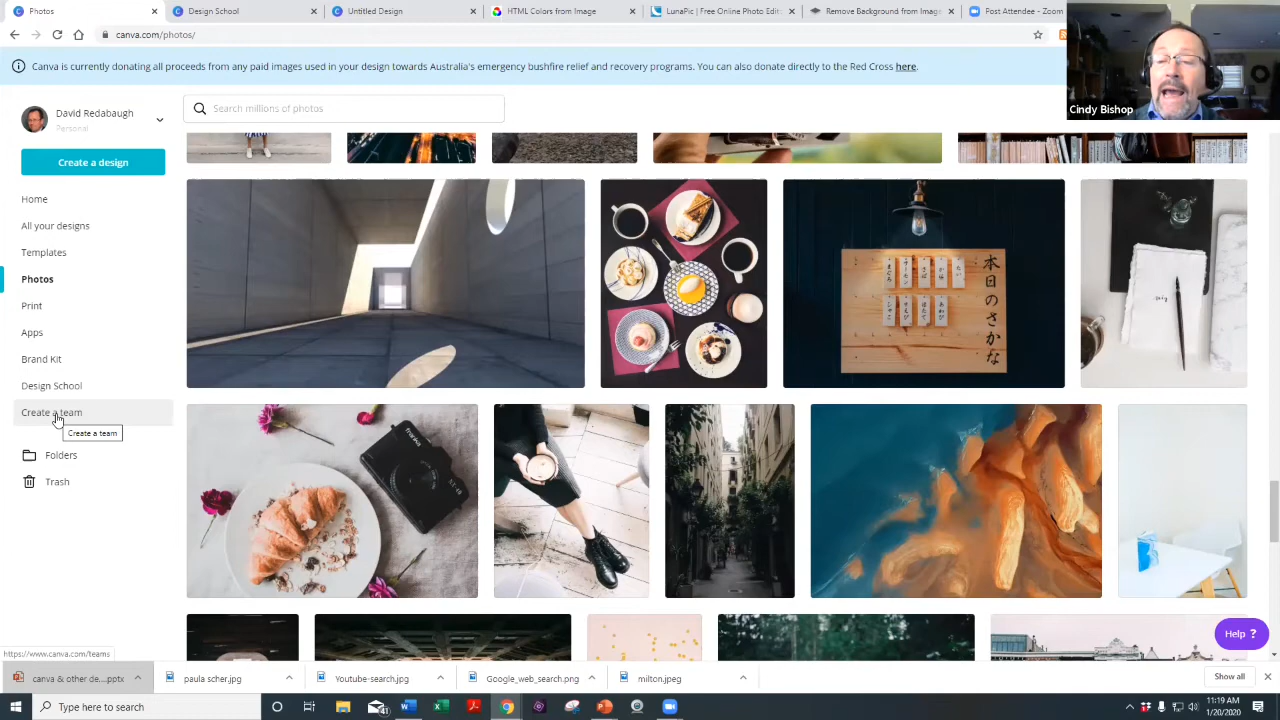 Photos
Design School
Untitled Design
HTML Colors from Image
LunaPic | Free Online Photo Edit
Remove Background from Image
Post Attendee - Zoom
canva.com/photos/
Canva is currently donating all proceeds from any paid images used in your design towards Australia's emergency bushfire relief and recovery programs. You can also donate directly to the Red Cross here.
Cindy Bishop
David Redabaugh
Personal
Search millions of photos
Create a design
Home
All your designs
Templates
Photos
Print
Apps
Brand Kit
Design School
Create a team
Create a team
Folders
Trash
本日のさかな
Help ?
https://www.canva.com/teams
canva & other de....pptx
paula scher.jpg
Youtube-search.jpg
Google_web_search.png
milton.jpeg
Show all
Type here to search
11:19 AM
1/20/2020